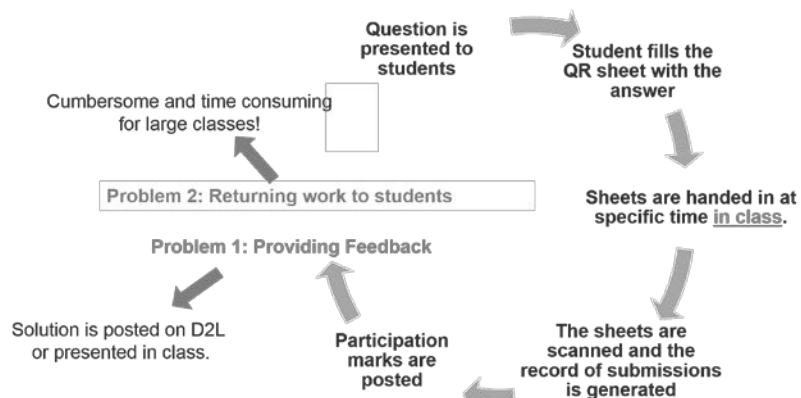 Question is
presented to
students
Student fills the
QR sheet with the
answer
Cumbersome and time consuming
for large classes!
Problem 2: Returning work to students
Sheets are handed in at
specific time in class.
Problem 1: Providing Feedback
Solution is posted on D2L
or presented in class.
Participation
marks are
posted
The sheets are
scanned and the
record of submissions
is generated